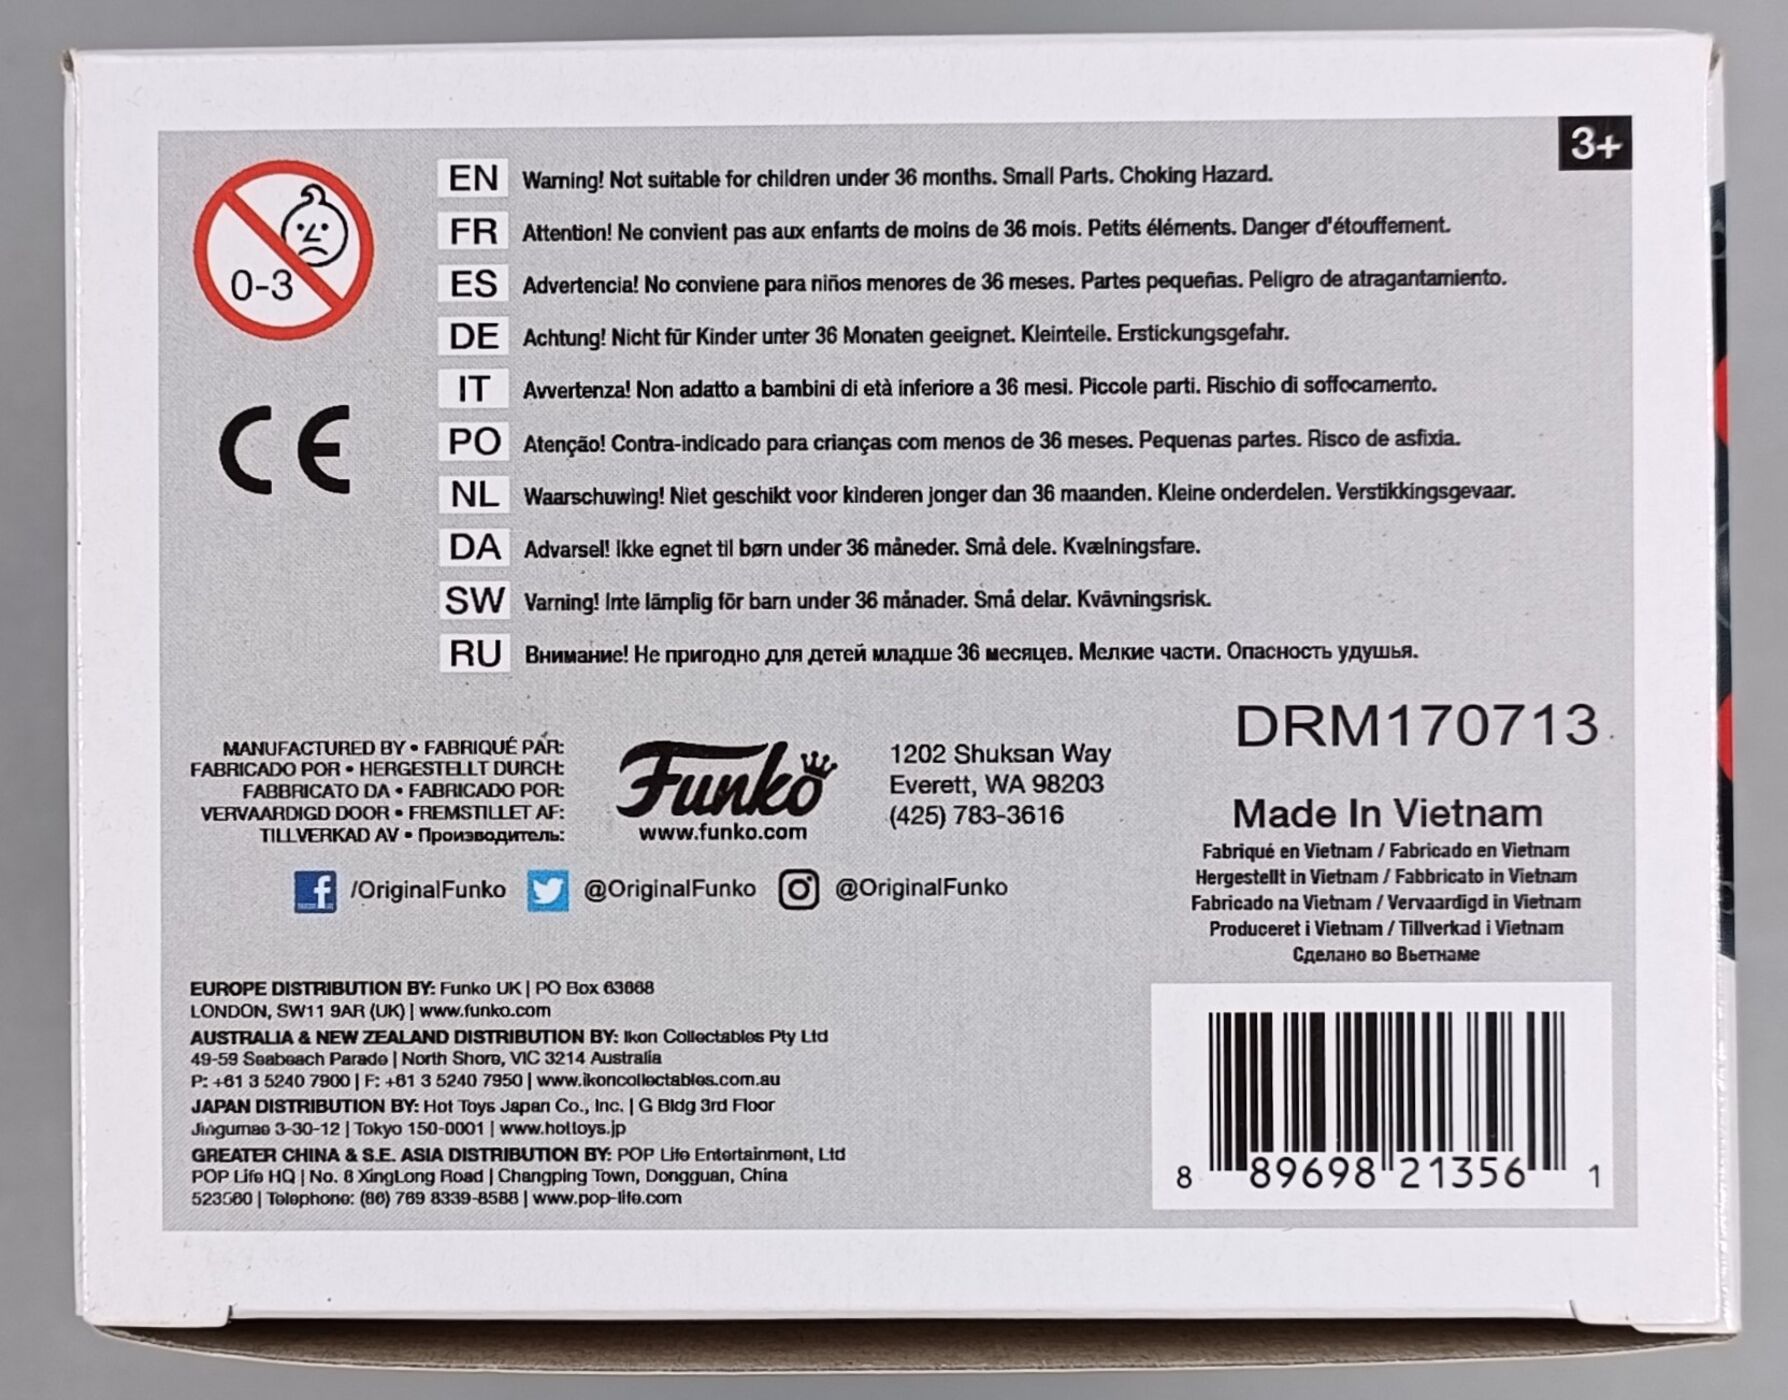 3+
0-3
EN Warning! Not suitable for children under 36 months. Small Parts. Choking Hazard.
FR Attention! Ne convient pas aux enfants de moins de 36 mois. Petits éléments. Danger d'étouffement.
ES Advertencia! No conviene para niños menores de 36 meses. Partes pequeñas. Peligro de atragantamiento.
DE Achtung! Nicht für Kinder unter 36 Monaten geeignet. Kleinteile. Erstickungsgefahr.
IT Avvertenza! Non adatto a bambini di età inferiore a 36 mesi. Piccole parti. Rischio di soffocamento.
PO Atenção! Contra-indicado para crianças com menos de 36 meses. Pequenas partes. Risco de asfixia.
NL Waarschuwing! Niet geschikt voor kinderen jonger dan 36 maanden. Kleine onderdelen. Verstikkingsgevaar.
DA Advarsel! Ikke egnet til børn under 36 måneder. Små dele. Kvælningsfare.
SW Varning! Inte lämplig för barn under 36 månader. Små delar. Kvävningsrisk.
RU Внимание! Не пригодно для детей младше 36 месяцев. Мелкие части. Опасность удушья.
CE
MANUFACTURED BY • FABRIQUÉ PAR:
FABRICADO POR • HERGESTELLT DURCH:
FABBRICATO DA • FABRICADO POR:
VERVAARDIGD DOOR • FREMSTILLET AF:
TILLVERKAD AV • Производитель:
Funko
www.funko.com
1202 Shuksan Way
Everett, WA 98203
(425) 783-3616
/OriginalFunko @OriginalFunko @OriginalFunko
DRM170713
Made In Vietnam
Fabriqué en Vietnam / Fabricado en Vietnam
Hergestellt in Vietnam / Fabbricato in Vietnam
Fabricado na Vietnam / Vervaardigd in Vietnam
Produceret i Vietnam / Tillverkad i Vietnam
Сделано во Вьетнаме
EUROPE DISTRIBUTION BY: Funko UK | PO Box 63668
LONDON, SW11 9AR (UK) | www.funko.com
AUSTRALIA & NEW ZEALAND DISTRIBUTION BY: Ikon Collectables Pty Ltd
49-59 Seabeach Parade | North Shore, VIC 3214 Australia
P: +61 3 5240 7900 | F: +61 3 5240 7950 | www.ikoncollectables.com.au
JAPAN DISTRIBUTION BY: Hot Toys Japan Co., Inc. | G Bldg 3rd Floor
Jingumae 3-30-12 | Tokyo 150-0001 | www.hottoys.jp
GREATER CHINA & S.E. ASIA DISTRIBUTION BY: POP Life Entertainment, Ltd
POP Life HQ | No. 8 XingLong Road | Changping Town, Dongguan, China
523560 | Telephone: (86) 769 8339-8588 | www.pop-life.com
8 89698 21356 1